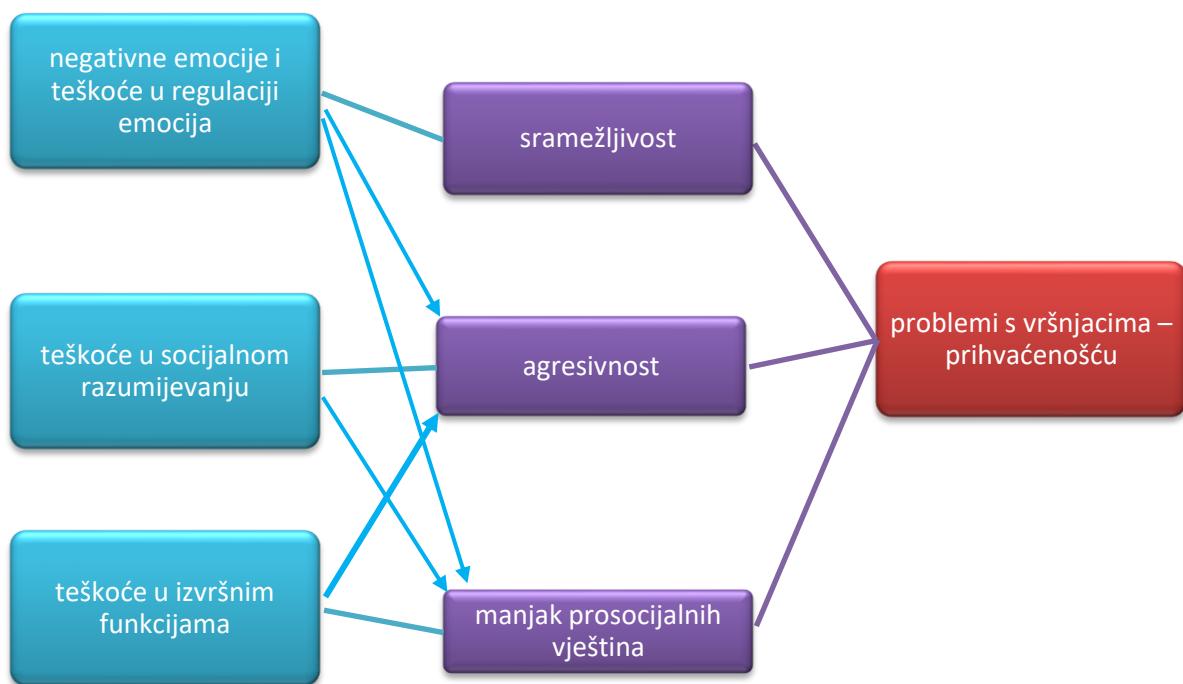 negativne emocije i
teškoće u regulaciji
emocija
sramežljivost
teškoće u socijalnom
razumijevanju
agresivnost
problemi s vršnjacima –
prihvaćenošću
teškoće u izvršnim
funkcijama
manjak prosocijalnih
vještina